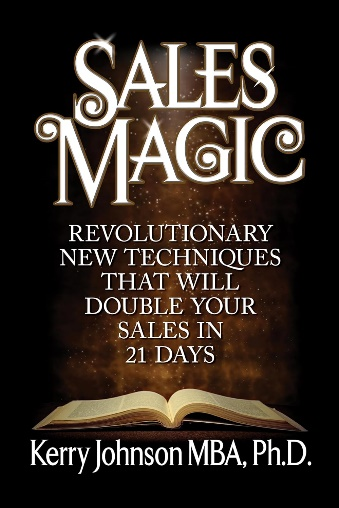 SALES
MAGIC
REVOLUTIONARY
NEW TECHNIQUES
THAT WILL
DOUBLE YOUR
SALES IN
21 DAYS
Kerry Johnson MBA, Ph.D.